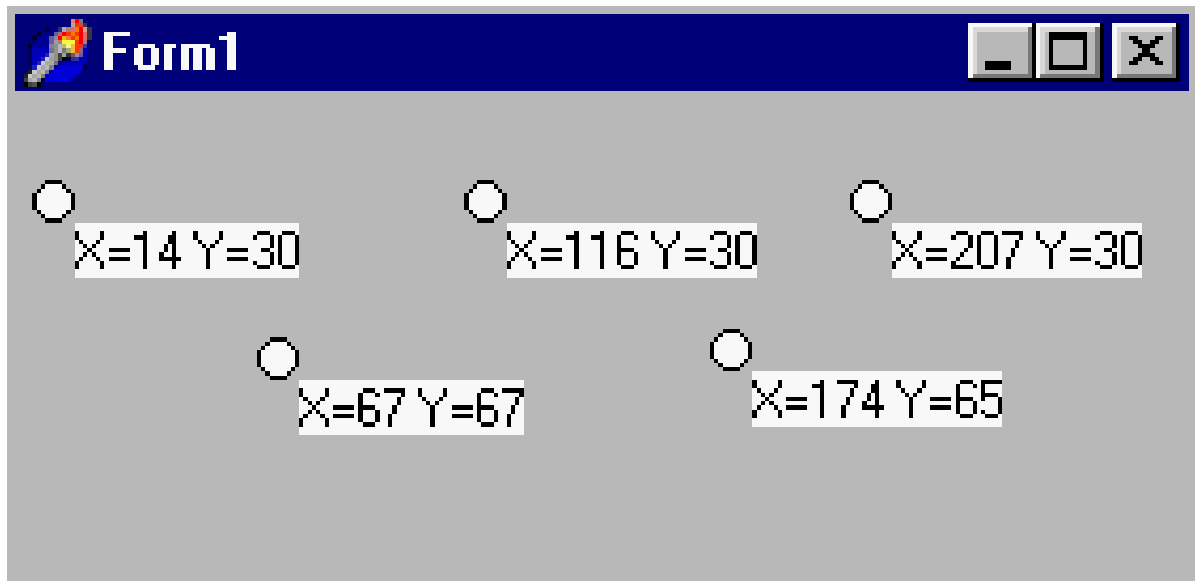 Form1
X=14 Y=30
X=116 Y=30
X=207 Y=30
X=67 Y=67
X=174 Y=65